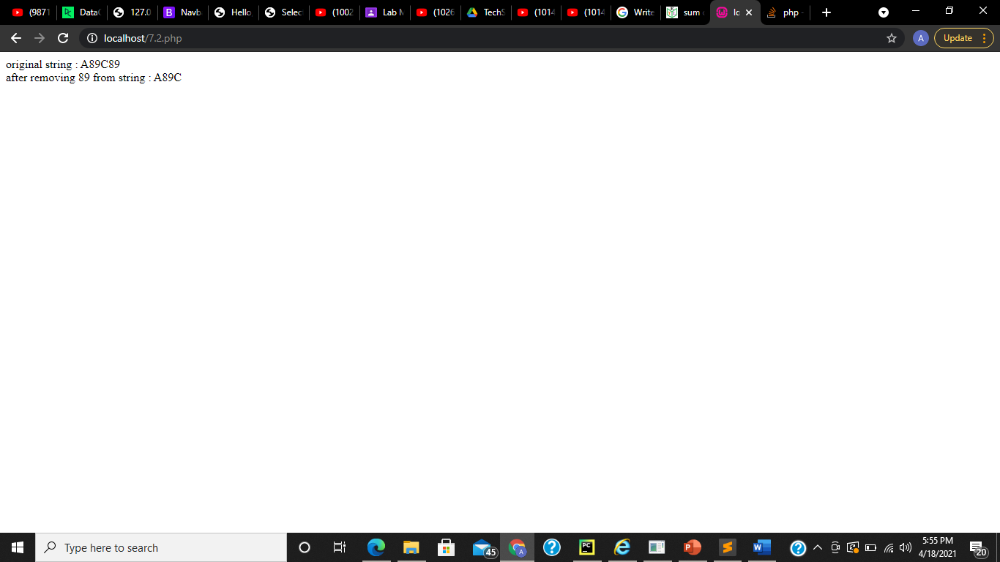 (9871
Data
127.0
Navb
Hello
Selec
(1002
Lab M
(1026
TechS
(1014
(1014
Write
sum
lo
php -
localhost/7.2.php
A
Update
original string : A89C89
after removing 89 from string : A89C
Type here to search
45
A
PC
5:55 PM
4/18/2021
20